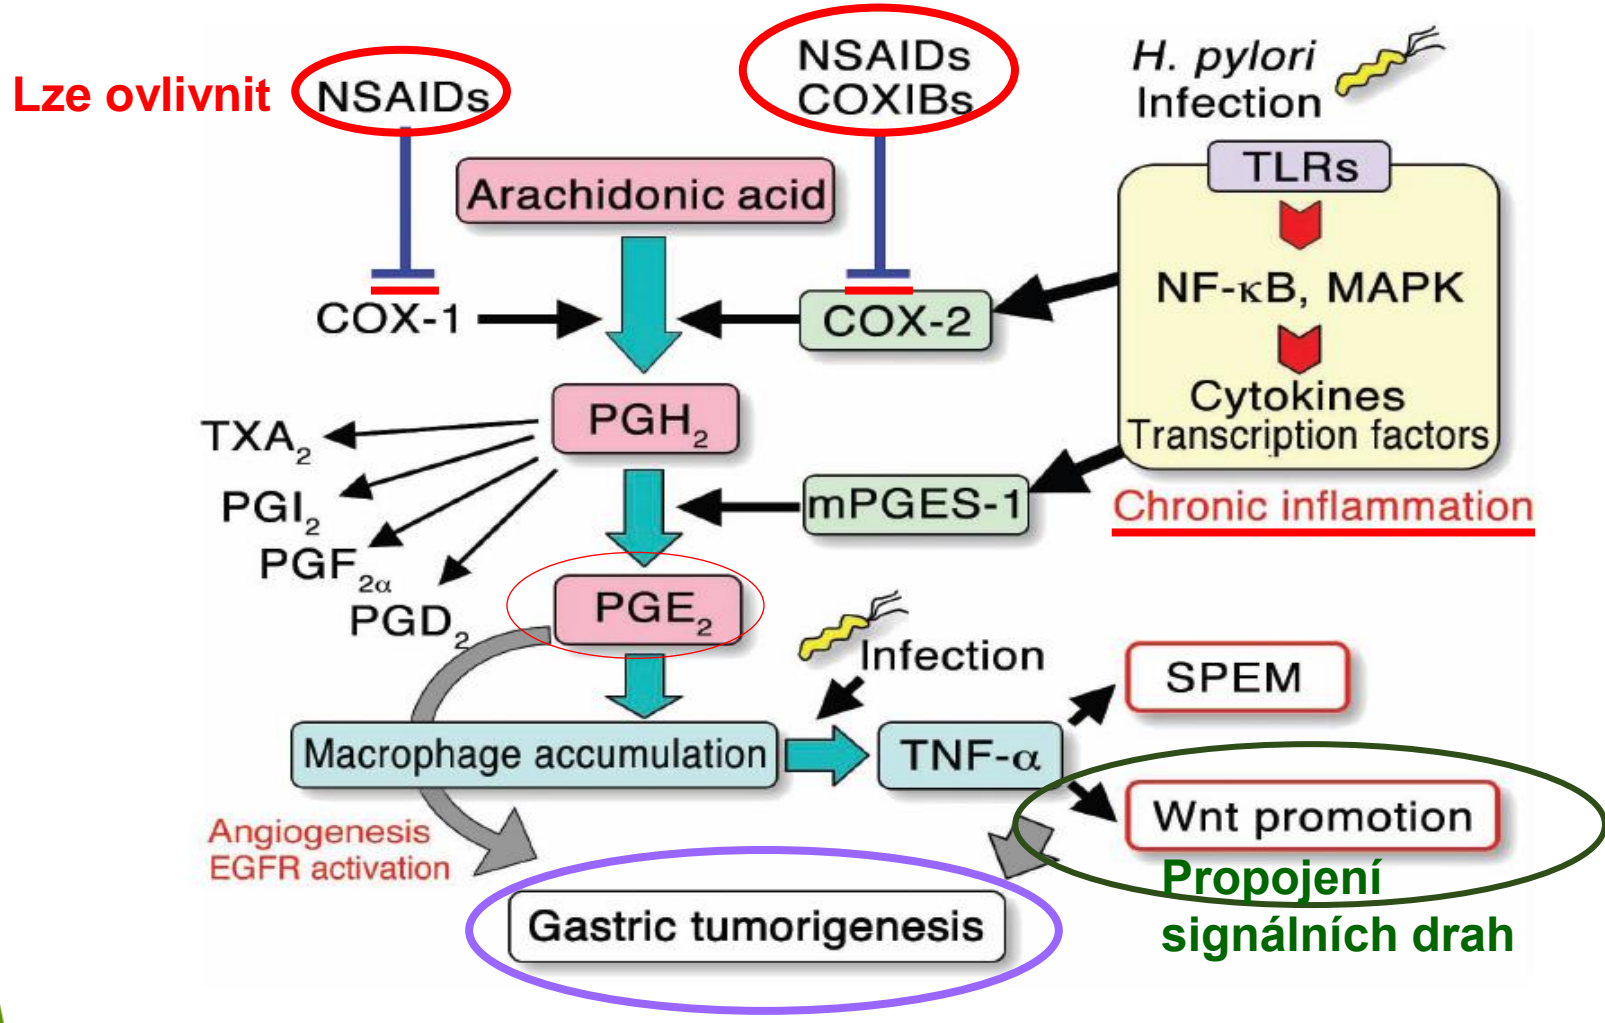 Lze ovlivnit
NSAIDs
NSAIDs
COXIBs
H. pylori
Infection
TLRs
Arachidonic acid
NF-κB, MAPK
COX-1
COX-2
Cytokines
Transcription factors
PGH₂
TXA₂
PGI₂
PGF₂α
PGD₂
mPGES-1
Chronic inflammation
PGE₂
Infection
SPEM
Macrophage accumulation
TNF-α
Wnt promotion
Angiogenesis
EGFR activation
Propojení
signálních drah
Gastric tumorigenesis